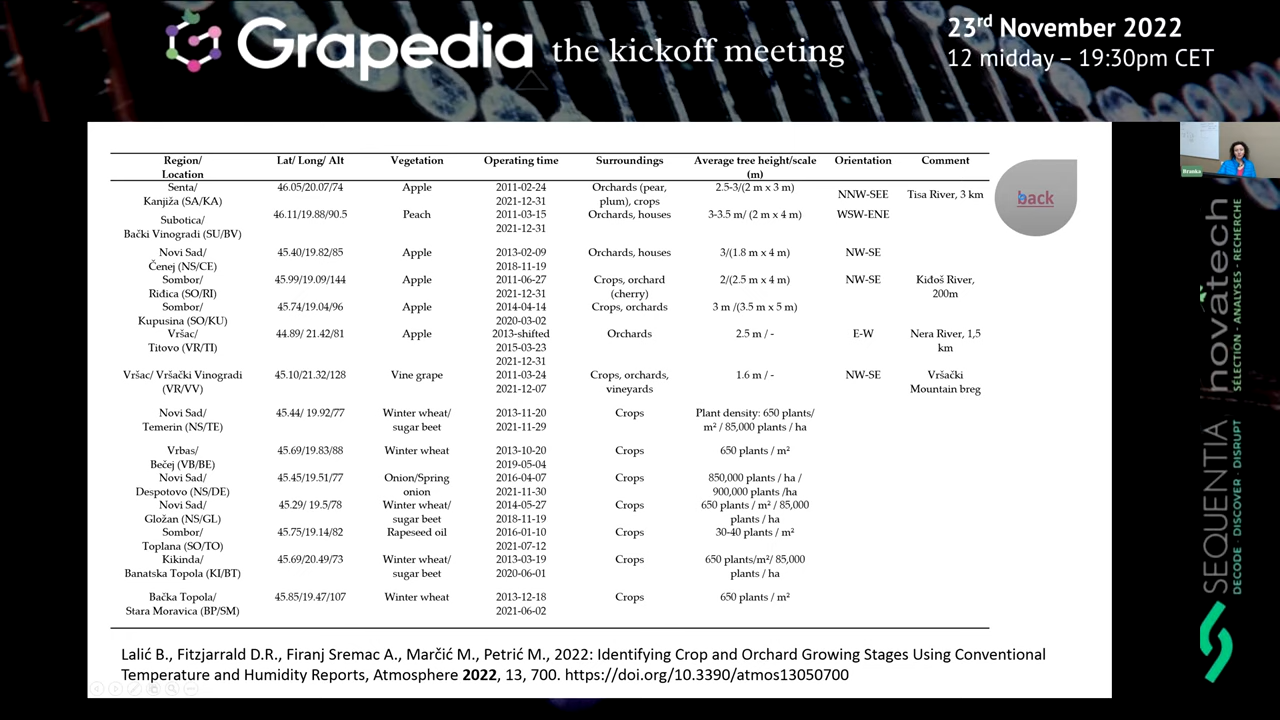 Grapedia the kickoff meeting
23rd November 2022
12 midday – 19:30pm CET
Region/ Location Lat/ Long/ Alt Vegetation Operating time Surroundings Average tree height/scale (m) Orientation Comment
Senta/ Kanjiža (SA/KA) 46.05/20.07/74 Apple 2011-02-24 2021-12-31 Orchards (pear, plum), crops 2.5-3/(2 m x 3 m) NNW-SEE Tisa River, 3 km
Subotica/ Bački Vinogradi (SU/BV) 46.11/19.88/90.5 Peach 2011-03-15 2021-12-31 Orchards, houses 3-3.5 m/ (2 m x 4 m) WSW-ENE
Novi Sad/ Čenej (NS/CE) 45.40/19.82/85 Apple 2013-02-09 2018-11-19 Orchards, houses 3/(1.8 m x 4 m) NW-SE
Sombor/ Riđica (SO/RI) 45.99/19.09/144 Apple 2011-06-27 2021-12-31 Crops, orchard (cherry) 2/(2.5 m x 4 m) NW-SE Kiđoš River, 200m
Sombor/ Kupusina (SO/KU) 45.74/19.04/96 Apple 2014-04-14 2020-03-02 Crops, orchards 3 m /(3.5 m x 5 m)
Vršac/ Titovo (VR/TI) 44.89/ 21.42/81 Apple 2013-shifted 2015-03-23 2021-12-31 Orchards 2.5 m / - E-W Nera River, 1,5 km
Vršac/ Vršački Vinogradi (VR/VV) 45.10/21.32/128 Vine grape 2011-03-24 2021-12-07 Crops, orchards, vineyards 1.6 m / - NW-SE Vršački Mountain breg
Novi Sad/ Temerin (NS/TE) 45.44/ 19.92/77 Winter wheat/ sugar beet 2013-11-20 2021-11-29 Crops Plant density: 650 plants/ m² / 85,000 plants / ha
Vrbas/ Bečej (VB/BE) 45.69/19.83/88 Winter wheat 2013-10-20 2019-05-04 Crops 650 plants / m²
Novi Sad/ Despotovo (NS/DE) 45.45/19.51/77 Onion/Spring onion 2016-04-07 2021-11-30 Crops 850,000 plants / ha / 900,000 plants /ha
Novi Sad/ Gložan (NS/GL) 45.29/ 19.5/78 Winter wheat/ sugar beet 2014-05-27 2018-11-19 Crops 650 plants / m² / 85,000 plants / ha
Sombor/ Toplana (SO/TO) 45.75/19.14/82 Rapeseed oil 2016-01-10 2021-07-12 Crops 30-40 plants / m²
Kikinda/ Banatska Topola (KI/BT) 45.69/20.49/73 Winter wheat/ sugar beet 2013-03-19 2020-06-01 Crops 650 plants/m²/ 85,000 plants / ha
Bačka Topola/ Stara Moravica (BP/SM) 45.85/19.47/107 Winter wheat 2013-12-18 2021-06-02 Crops 650 plants / m²
back
Lalić B., Fitzjarrald D.R., Firanj Sremac A., Marčić M., Petrić M., 2022: Identifying Crop and Orchard Growing Stages Using Conventional
Temperature and Humidity Reports, Atmosphere 2022, 13, 700. https://doi.org/10.3390/atmos13050700
Branka
novatech
SÉLECTION - ANALYSES - RECHERCHE
SEQUENTIA
DECODE · DISCOVER · DISRUPT